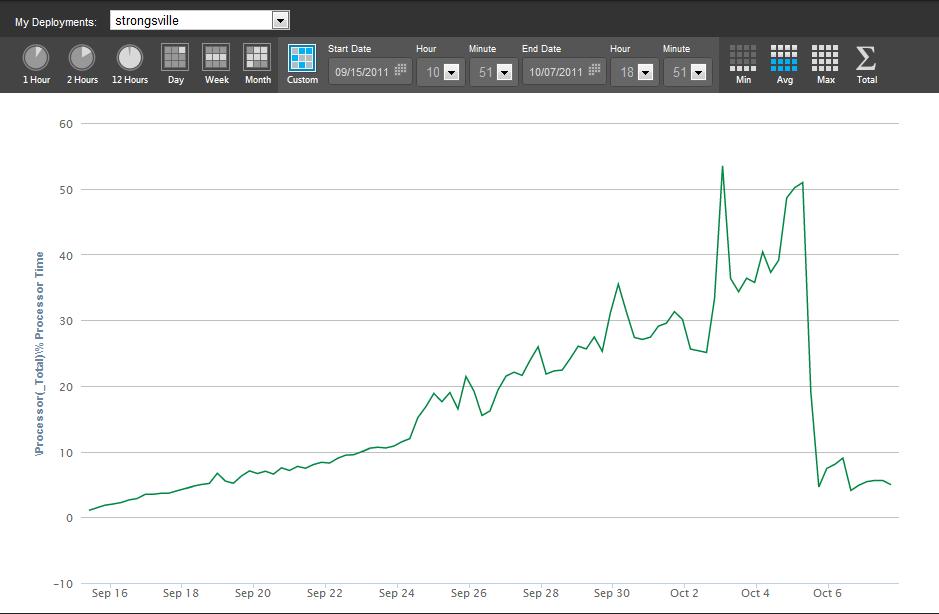 My Deployments: strongsville
Start Date Hour Minute End Date Hour Minute
09/15/2011 10 51 10/07/2011 18 51
1 Hour 2 Hours 12 Hours Day Week Month Custom Min Avg Max Total
\Processor(_Total)\% Processor Time
60
50
40
30
20
10
0
−10
Sep 16 Sep 18 Sep 20 Sep 22 Sep 24 Sep 26 Sep 28 Sep 30 Oct 2 Oct 4 Oct 6